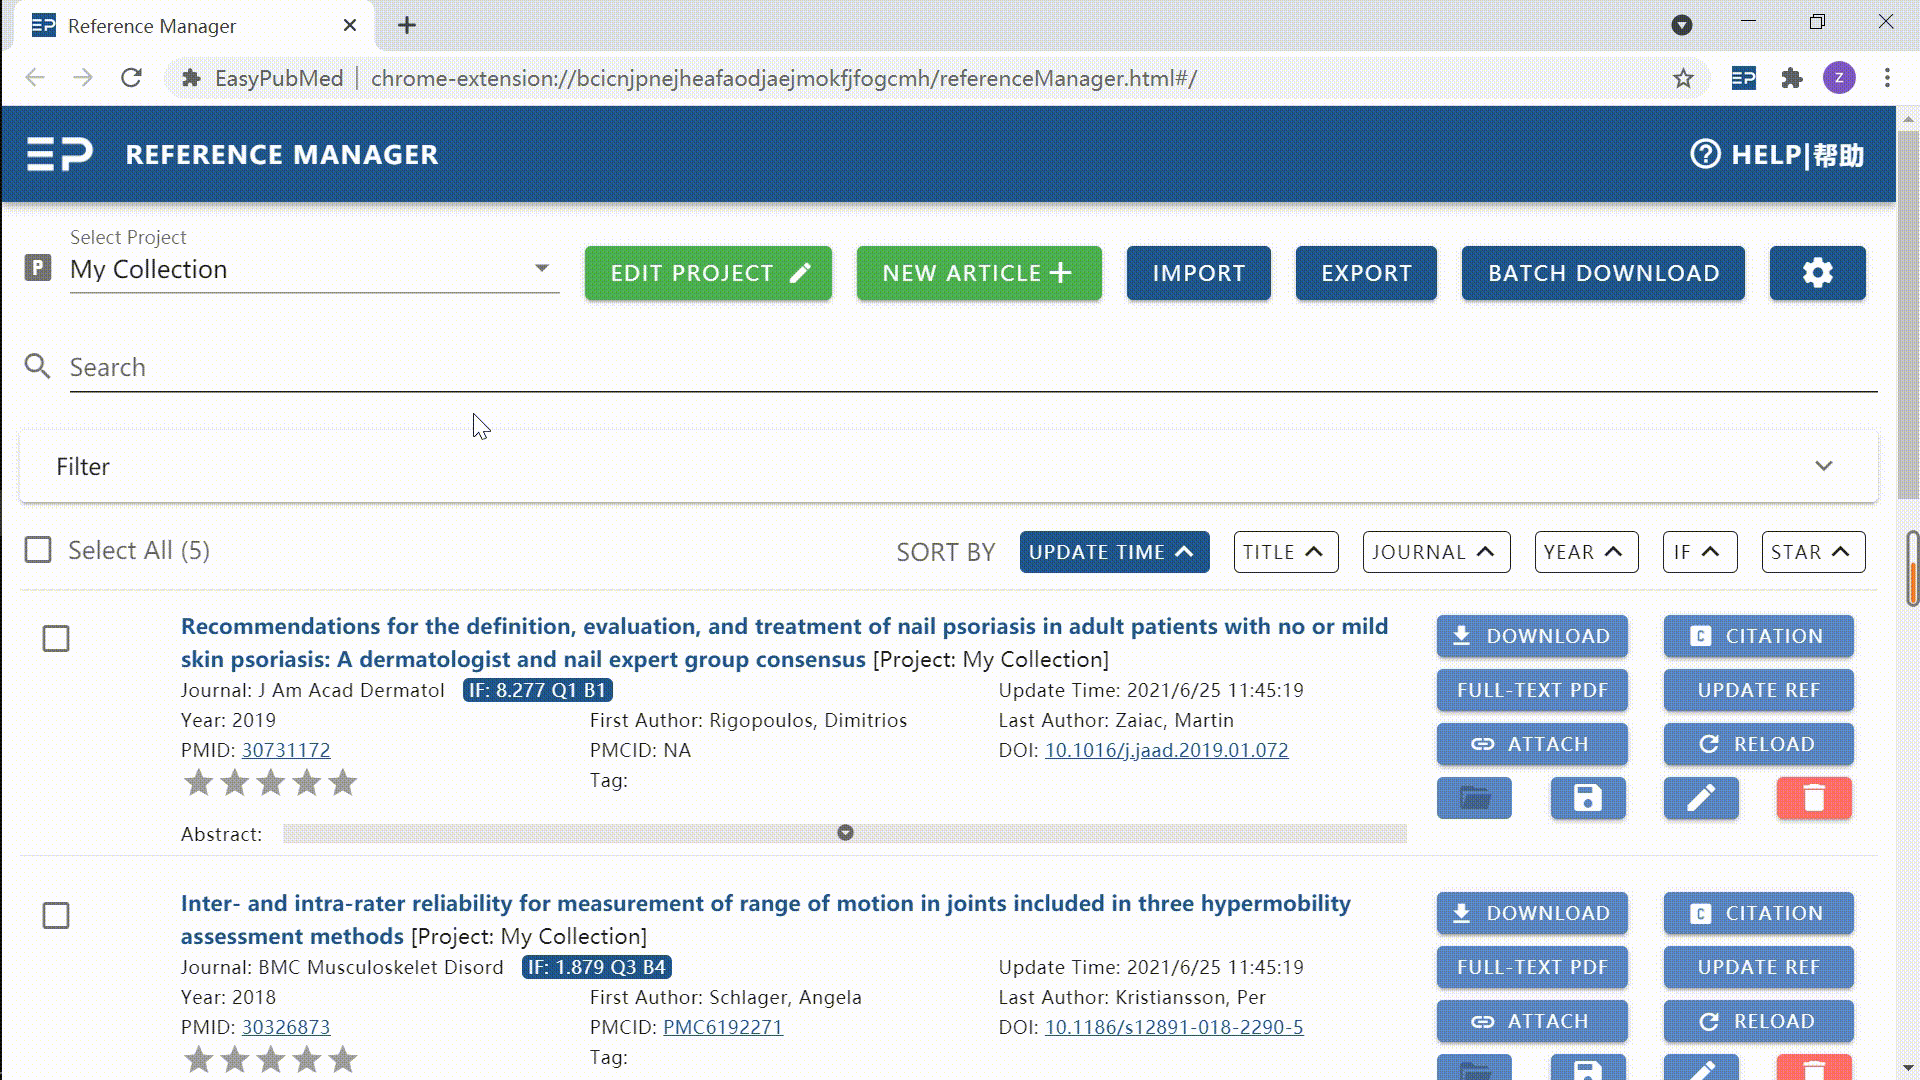 Reference Manager
EasyPubMed | chrome-extension://bcicnjpnejheafaodjaejmokfjfogcmh/referenceManager.html#/
EP
Z
EP REFERENCE MANAGER
HELP|帮助
Select Project
P
My Collection
EDIT PROJECT
NEW ARTICLE
IMPORT
EXPORT
BATCH DOWNLOAD
Search
Filter
Select All (5)
SORT BY
UPDATE TIME
TITLE
JOURNAL
YEAR
IF
STAR
Recommendations for the definition, evaluation, and treatment of nail psoriasis in adult patients with no or mild
skin psoriasis: A dermatologist and nail expert group consensus [Project: My Collection]
Journal: J Am Acad Dermatol IF: 8.277 Q1 B1
Update Time: 2021/6/25 11:45:19
Year: 2019
First Author: Rigopoulos, Dimitrios
Last Author: Zaiac, Martin
PMID: 30731172
PMCID: NA
DOI: 10.1016/j.jaad.2019.01.072
Tag:
Abstract:
DOWNLOAD
C CITATION
FULL-TEXT PDF
UPDATE REF
ATTACH
RELOAD
Inter- and intra-rater reliability for measurement of range of motion in joints included in three hypermobility
assessment methods [Project: My Collection]
Journal: BMC Musculoskelet Disord IF: 1.879 Q3 B4
Update Time: 2021/6/25 11:45:19
Year: 2018
First Author: Schlager, Angela
Last Author: Kristiansson, Per
PMID: 30326873
PMCID: PMC6192271
DOI: 10.1186/s12891-018-2290-5
Tag:
DOWNLOAD
C CITATION
FULL-TEXT PDF
UPDATE REF
ATTACH
RELOAD